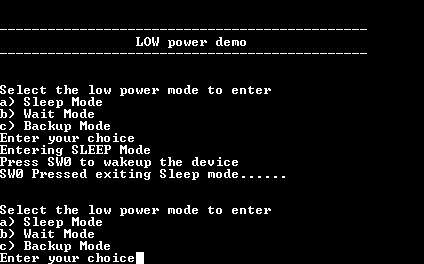 LOW power demo
Select the low power mode to enter
a) Sleep Mode
b) Wait Mode
c) Backup Mode
Enter your choice
Entering SLEEP Mode
Press SW0 to wakeup the device
SW0 Pressed exiting Sleep mode......
Select the low power mode to enter
a) Sleep Mode
b) Wait Mode
c) Backup Mode
Enter your choice